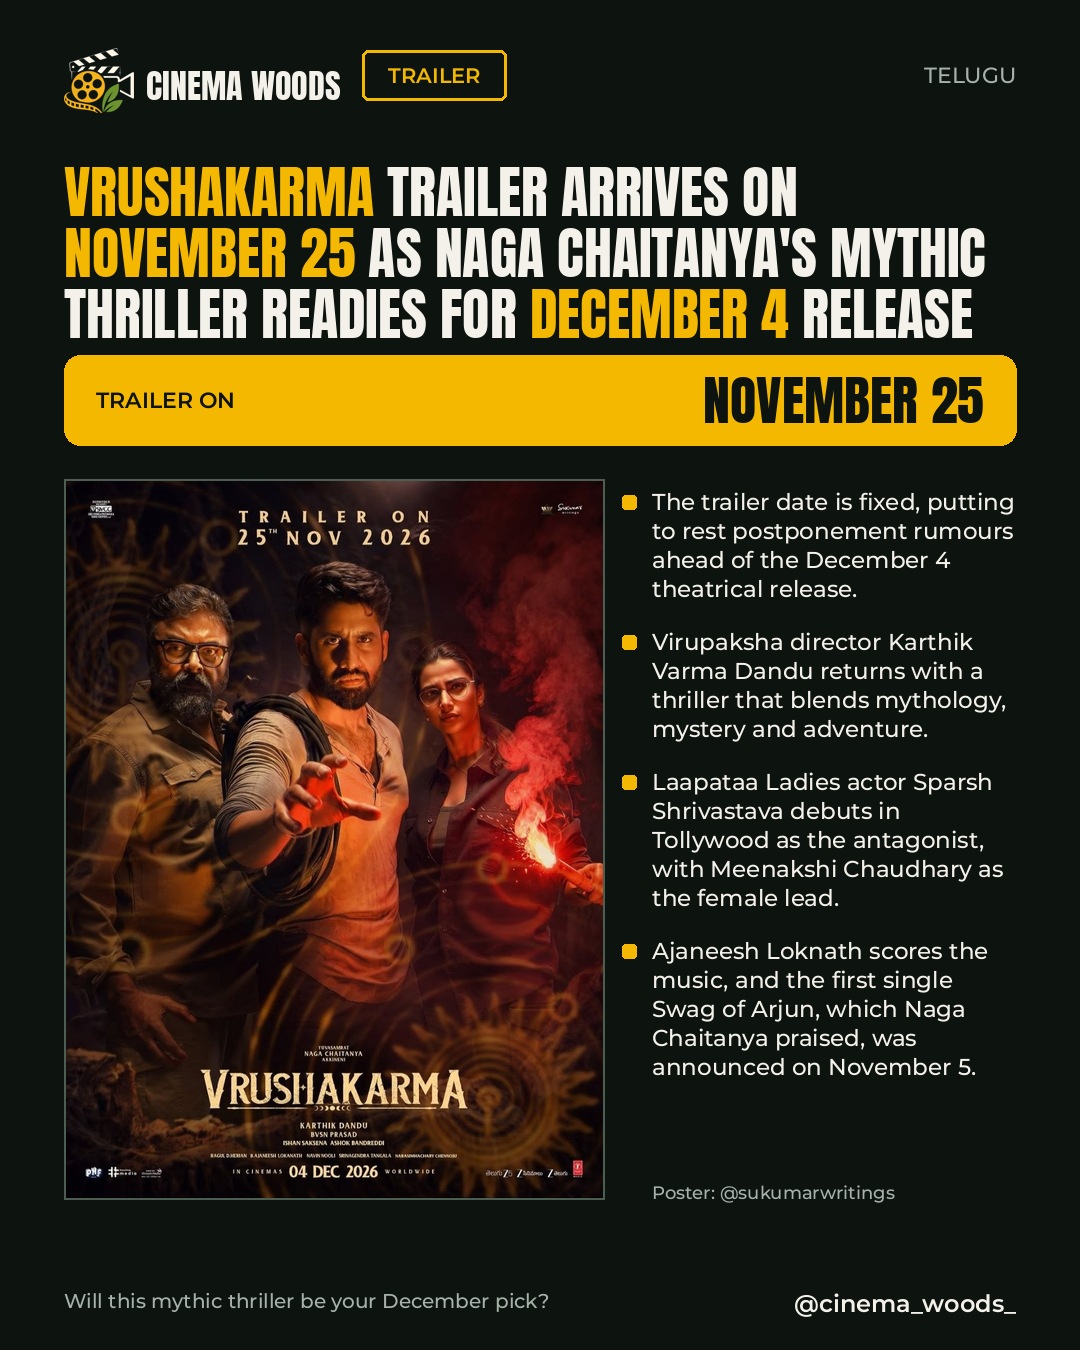 CINEMA WOODS
TRAILER
TELUGU
VRUSHAKARMA TRAILER ARRIVES ON
NOVEMBER 25 AS NAGA CHAITANYA'S MYTHIC
THRILLER READIES FOR DECEMBER 4 RELEASE
TRAILER ON
NOVEMBER 25
TRAILER ON
25TH NOV 2026
YUVASAMRAT
NAGA CHAITANYA
AKKINENI
VRUSHAKARMA
KARTHIK DANDU
BVSN PRASAD
ISHAN SAKSENA ASHOK BANDREDDI
IN CINEMAS 04 DEC 2026 WORLDWIDE
The trailer date is fixed, putting
to rest postponement rumours
ahead of the December 4
theatrical release.
Virupaksha director Karthik
Varma Dandu returns with a
thriller that blends mythology,
mystery and adventure.
Laapataa Ladies actor Sparsh
Shrivastava debuts in
Tollywood as the antagonist,
with Meenakshi Chaudhary as
the female lead.
Ajaneesh Loknath scores the
music, and the first single
Swag of Arjun, which Naga
Chaitanya praised, was
announced on November 5.
Poster: @sukumarwritings
Will this mythic thriller be your December pick?
@cinema_woods_